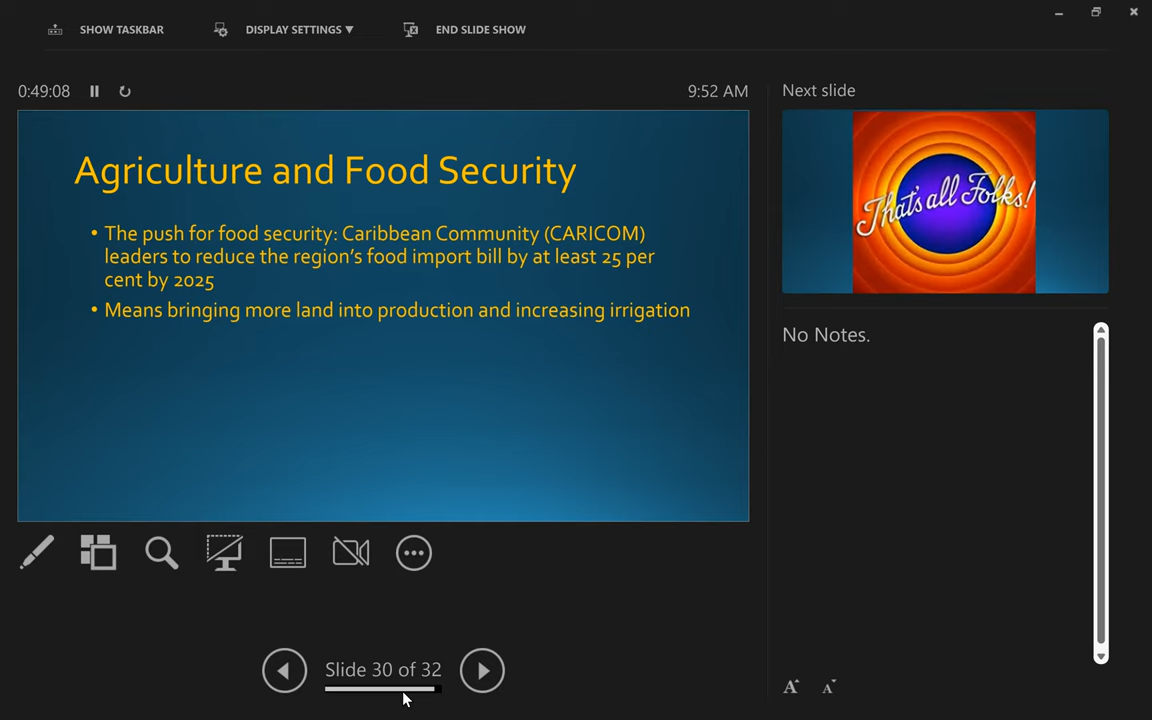 SHOW TASKBAR
DISPLAY SETTINGS ▼
END SLIDE SHOW
0:49:08
9:52 AM
Next slide
Agriculture and Food Security
• The push for food security: Caribbean Community (CARICOM)
leaders to reduce the region's food import bill by at least 25 per
cent by 2025
• Means bringing more land into production and increasing irrigation
That's all Folks!
No Notes.
Slide 30 of 32
A
A